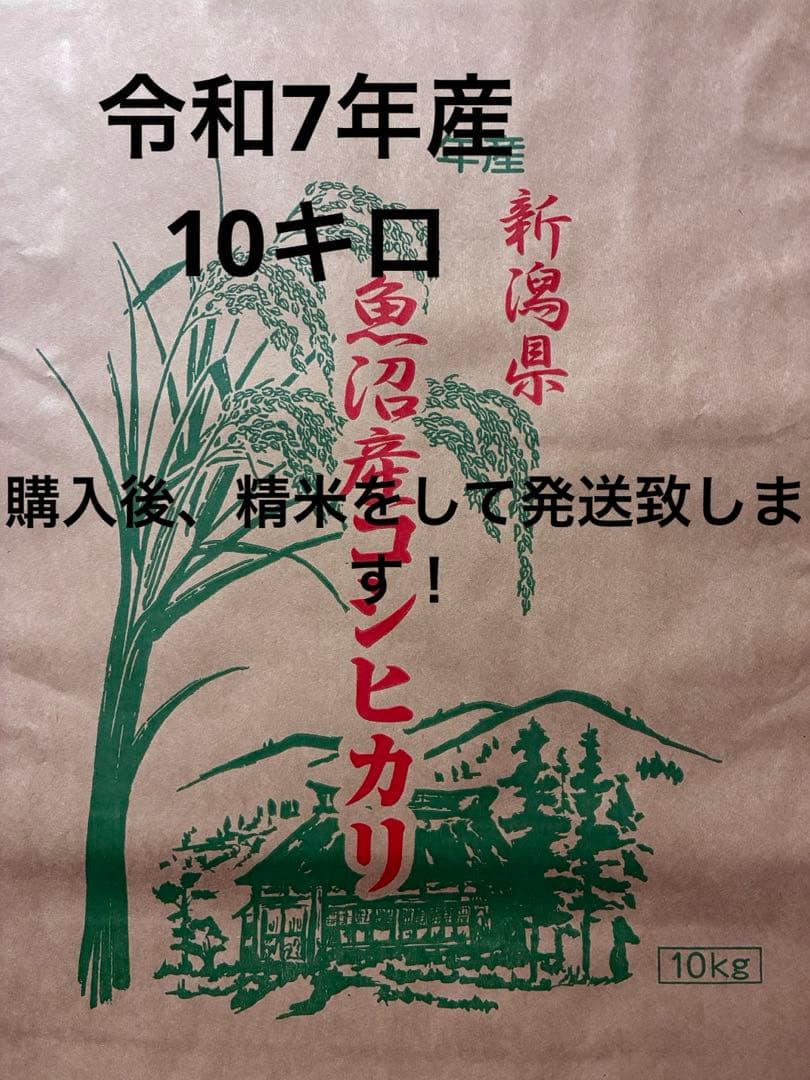 令和7年産
年産
10キロ
新潟県
魚沼産コシヒカリ
購入後、精米をして発送致しま
す！
10kg